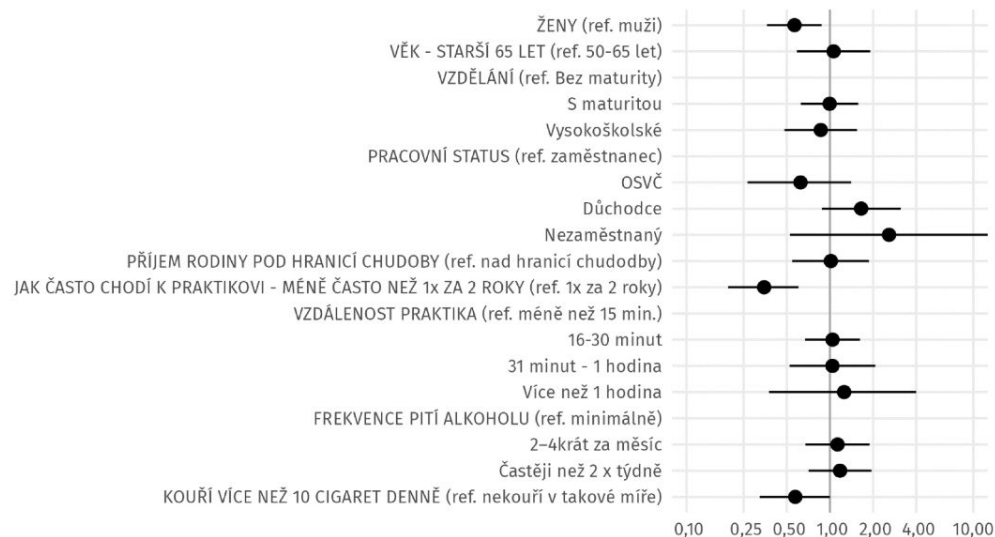 ŽENY (ref. muži)
VĚK - STARŠÍ 65 LET (ref. 50-65 let)
VZDĚLÁNÍ (ref. Bez maturity)
S maturitou
Vysokoškolské
PRACOVNÍ STATUS (ref. zaměstnanec)
OSVČ
Důchodce
Nezaměstnaný
PŘÍJEM RODINY POD HRANICÍ CHUDOBY (ref. nad hranicí chudodby)
JAK ČASTO CHODÍ K PRAKTIKOVI - MÉNĚ ČASTO NEŽ 1x ZA 2 ROKY (ref. 1x za 2 roky)
VZDÁLENOST PRAKTIKA (ref. méně než 15 min.)
16-30 minut
31 minut - 1 hodina
Více než 1 hodina
FREKVENCE PITÍ ALKOHOLU (ref. minimálně)
2–4krát za měsíc
Častěji než 2 x týdně
KOUŘÍ VÍCE NEŽ 10 CIGARET DENNĚ (ref. nekouří v takové míře)
0,10 0,25 0,50 1,00 2,00 4,00 10,00